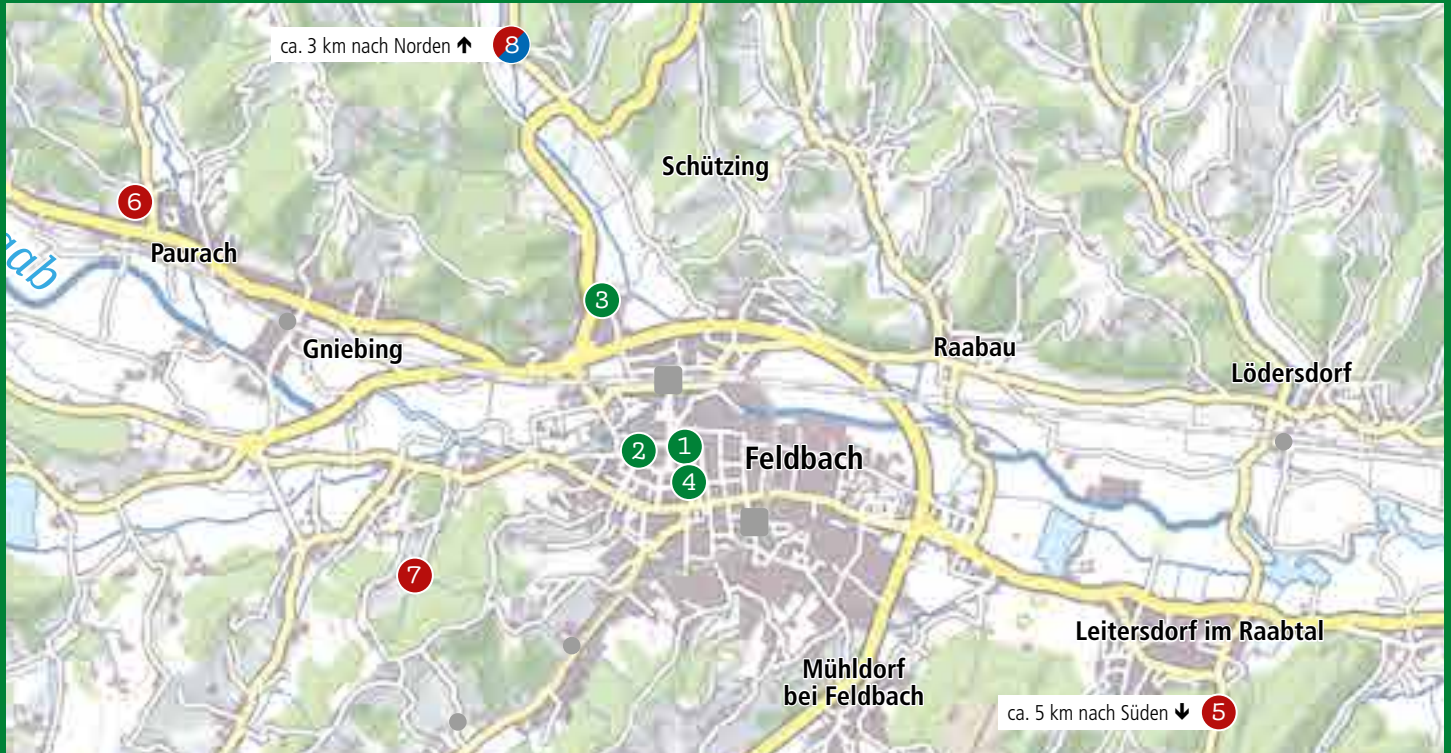 ca. 3 km nach Norden ↑ 8
Schützing
6
Paurach
aab
3
Gniebing
Raabau
Lödersdorf
2
1
Feldbach
4
7
Leitersdorf im Raabtal
Mühldorf
bei Feldbach
ca. 5 km nach Süden ↓ 5